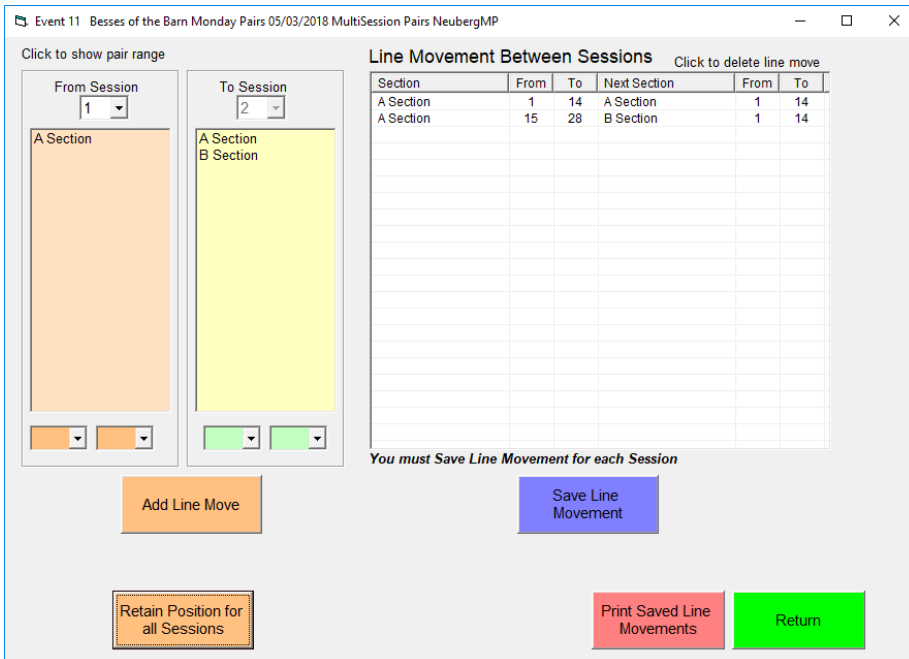 Event 11 Besses of the Barn Monday Pairs 05/03/2018 MultiSession Pairs NeubergMP
Click to show pair range
From Session
1
A Section
To Session
2
A Section
B Section
Add Line Move
Retain Position for
all Sessions
Line Movement Between Sessions
Click to delete line move
Section From To Next Section From To
A Section 1 14 A Section 1 14
A Section 15 28 B Section 1 14
You must Save Line Movement for each Session
Save Line
Movement
Print Saved Line
Movements
Return